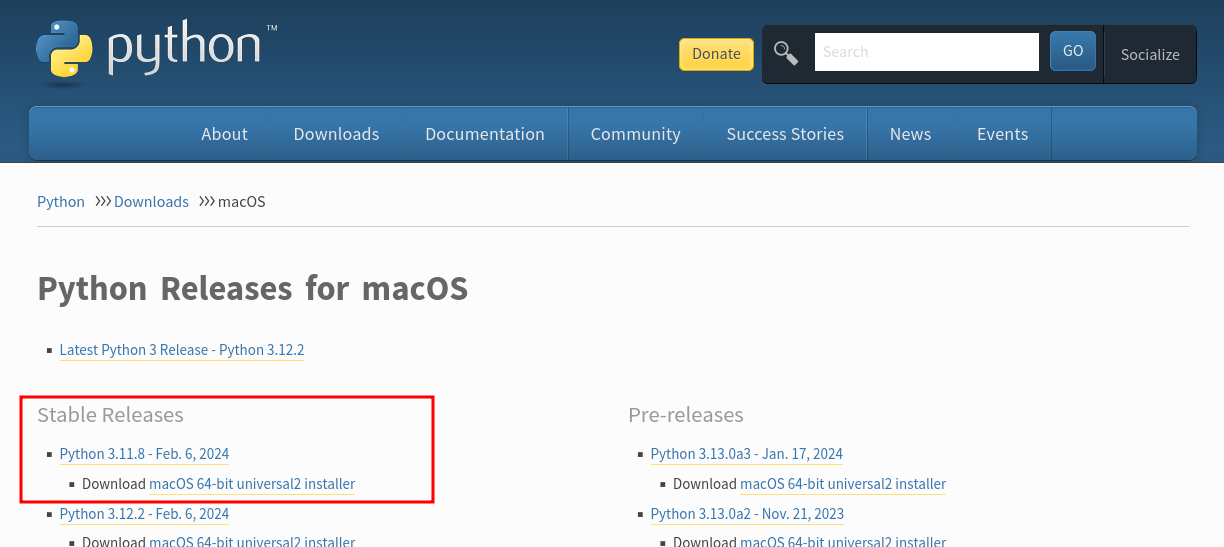 python™
Donate
Search
GO
Socialize
About
Downloads
Documentation
Community
Success Stories
News
Events
Python >>> Downloads >>> macOS
Python Releases for macOS
Latest Python 3 Release - Python 3.12.2
Stable Releases
Python 3.11.8 - Feb. 6, 2024
Download macOS 64-bit universal2 installer
Python 3.12.2 - Feb. 6, 2024
Download macOS 64-bit universal2 installer
Pre-releases
Python 3.13.0a3 - Jan. 17, 2024
Download macOS 64-bit universal2 installer
Python 3.13.0a2 - Nov. 21, 2023
Download macOS 64-bit universal2 installer